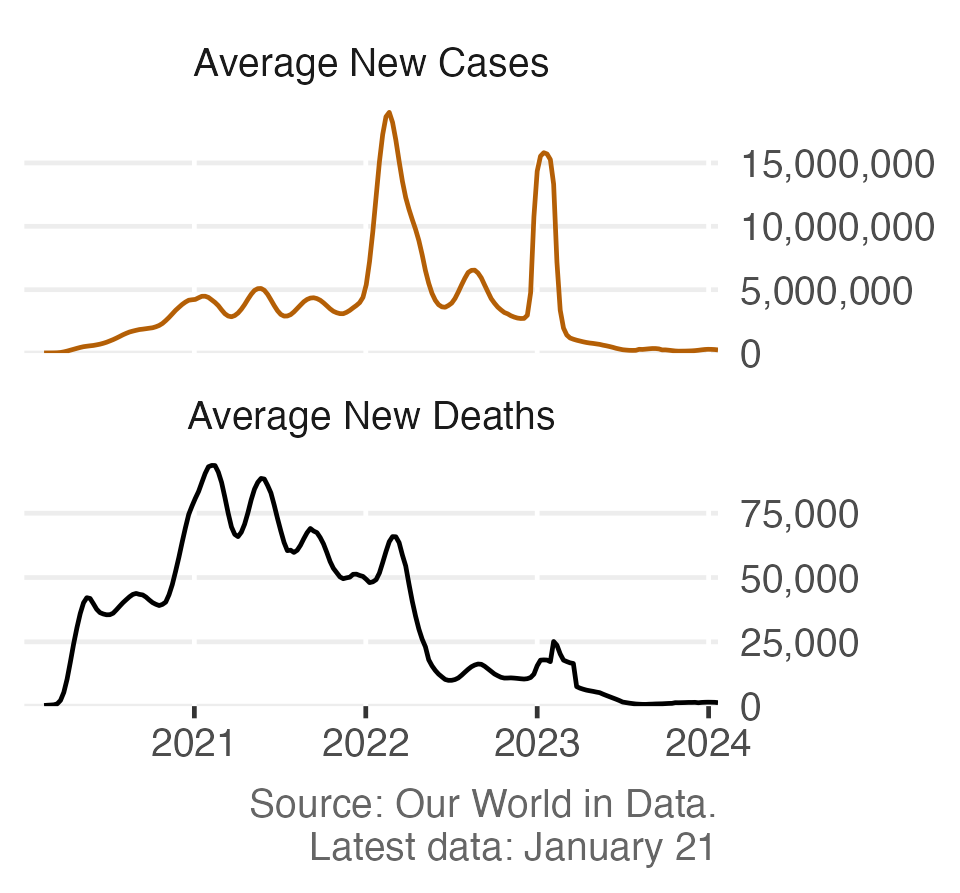 Average New Cases
15,000,000
10,000,000
5,000,000
0
Average New Deaths
75,000
50,000
25,000
0
2021 2022 2023 2024
Source: Our World in Data.
Latest data: January 21